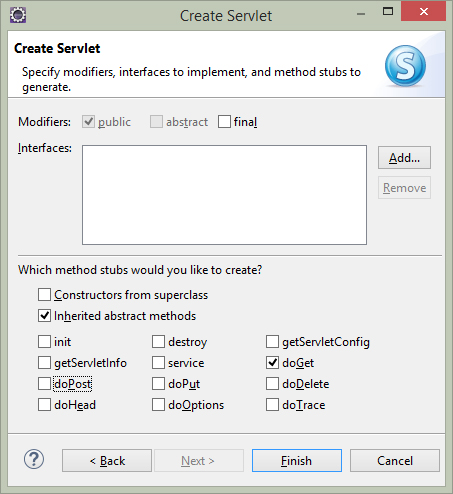 Create Servlet
Create Servlet
Specify modifiers, interfaces to implement, and method stubs to
generate.
S
Modifiers: public abstract final
Interfaces:
Add...
Remove
Which method stubs would you like to create?
Constructors from superclass
Inherited abstract methods
init destroy getServletConfig
getServletInfo service doGet
doPost doPut doDelete
doHead doOptions doTrace
? < Back Next > Finish Cancel